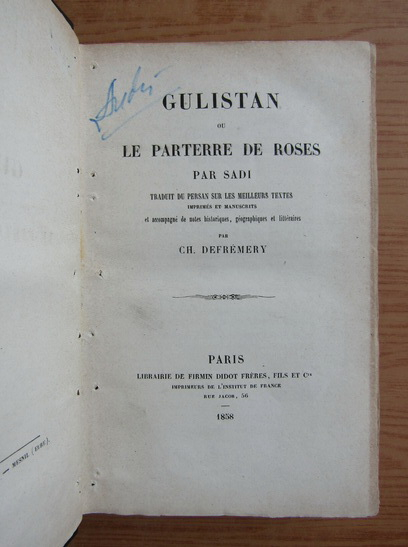 GULISTAN
OU
LE PARTERRE DE ROSES
PAR SADI
TRADUIT DU PERSAN SUR LES MEILLEURS TEXTES
IMPRIMÉS ET MANUSCRITS
et accompagné de notes historiques, géographiques et littéraires
PAR
CH. DEFRÉMERY
PARIS
LIBRAIRIE DE FIRMIN DIDOT FRÈRES, FILS ET Cie
IMPRIMEURS DE L'INSTITUT DE FRANCE
RUE JACOB, 56
1858
— MESNIL (EURE).